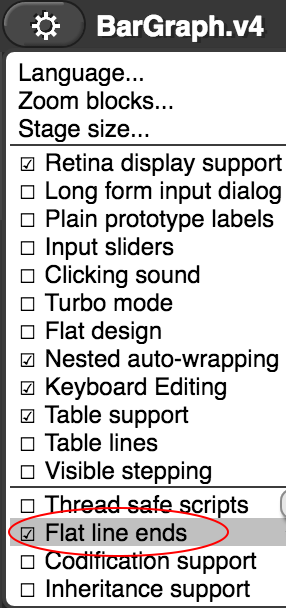 BarGraph.v4
Language...
Zoom blocks...
Stage size...
Retina display support
Long form input dialog
Plain prototype labels
Input sliders
Clicking sound
Turbo mode
Flat design
Nested auto-wrapping
Keyboard Editing
Table support
Table lines
Visible stepping
Thread safe scripts
Flat line ends
Codification support
Inheritance support